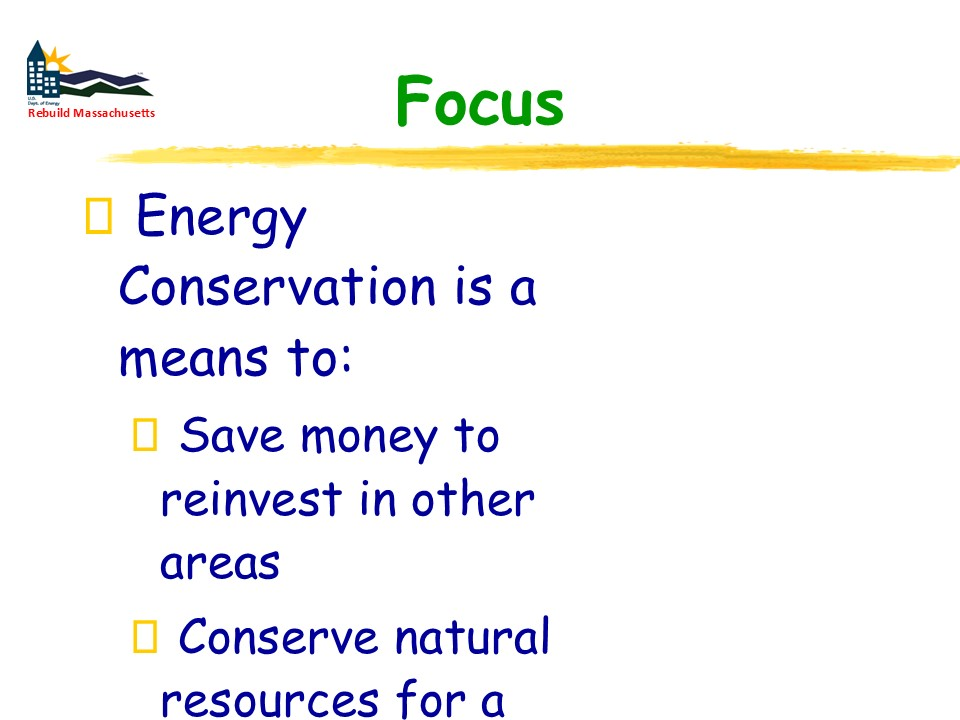 Focus
U.S.
Dept. of Energy
Rebuild Massachusetts
Energy
Conservation is a
means to:
Save money to
reinvest in other
areas
Conserve natural
resources for a